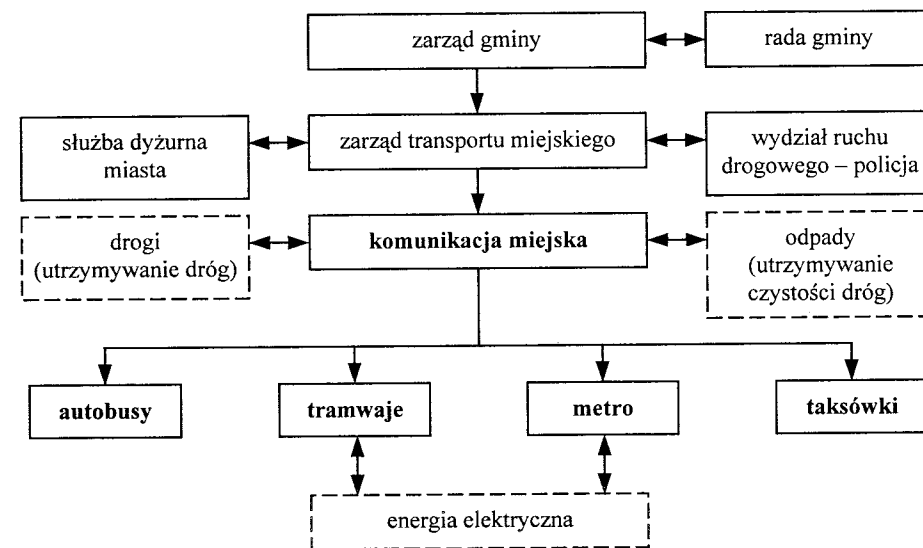 zarząd gminy
rada gminy
służba dyżurna
miasta
zarząd transportu miejskiego
wydział ruchu
drogowego – policja
drogi
(utrzymywanie dróg)
komunikacja miejska
odpady
(utrzymywanie
czystości dróg)
autobusy
tramwaje
metro
taksówki
energia elektryczna